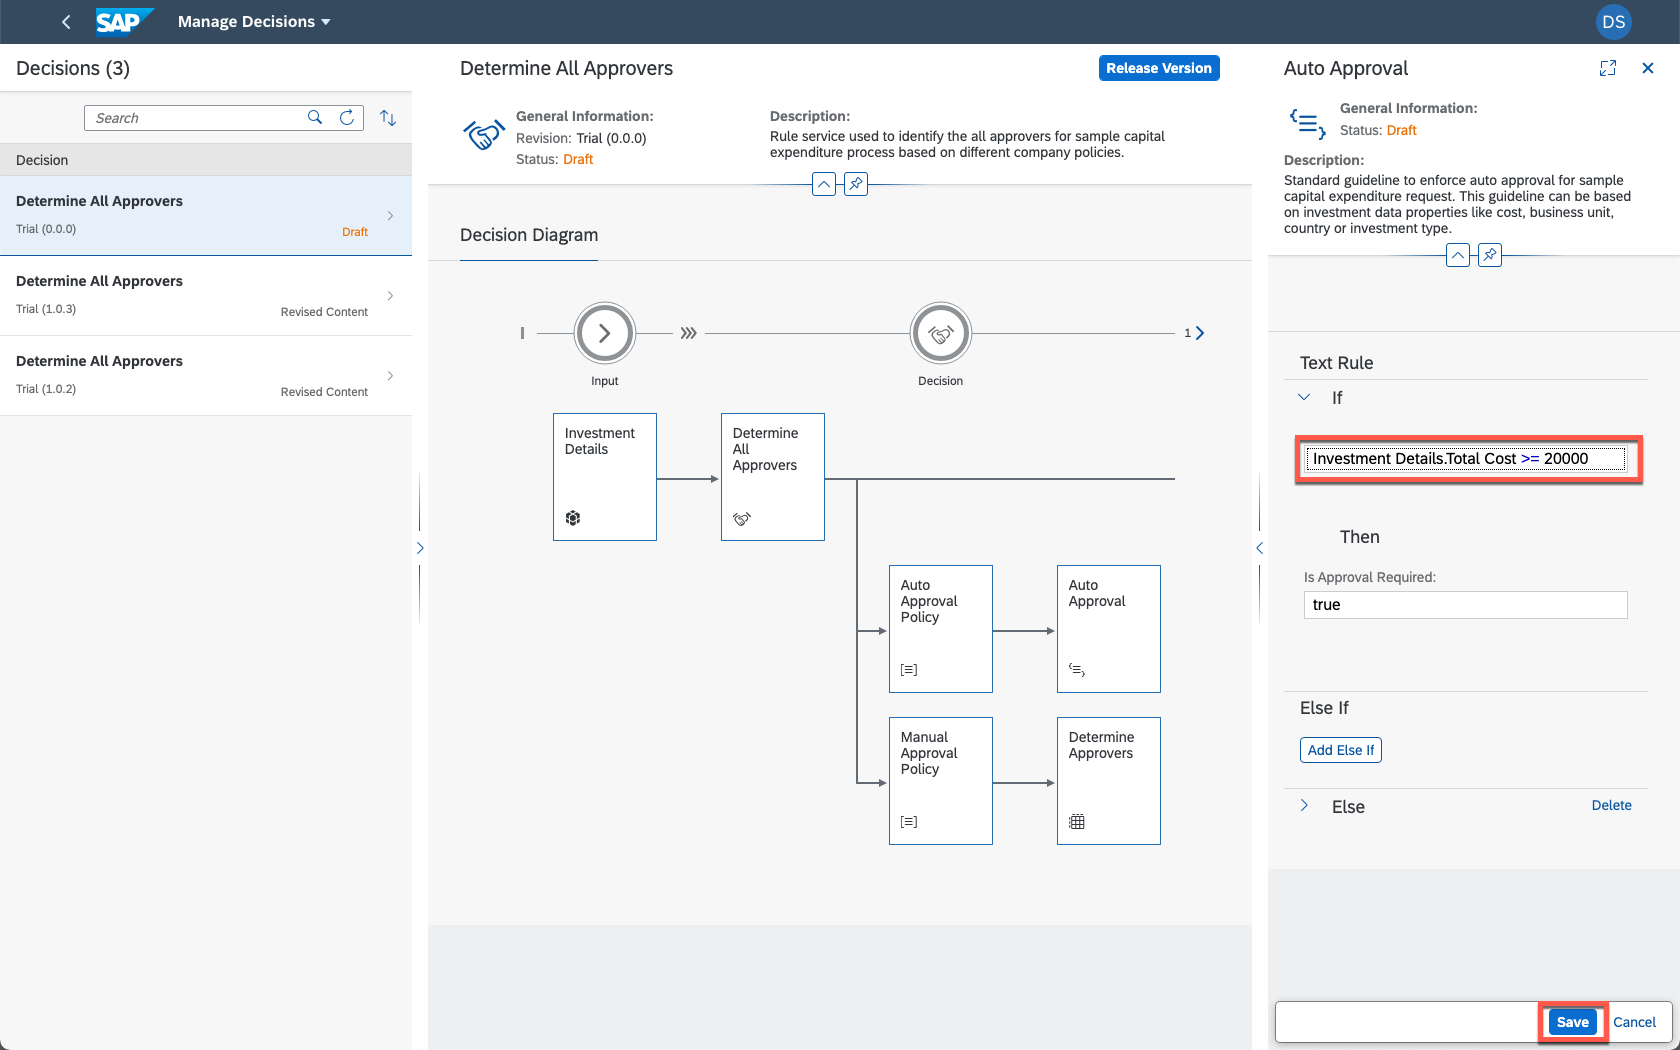 SAP
Manage Decisions
DS
Decisions (3)
Search
Decision
Determine All Approvers
Trial (0.0.0)
Draft
Determine All Approvers
Trial (1.0.3)
Revised Content
Determine All Approvers
Trial (1.0.2)
Revised Content
Determine All Approvers
Release Version
General Information:
Revision: Trial (0.0.0)
Status: Draft
Description:
Rule service used to identify the all approvers for sample capital
expenditure process based on different company policies.
Decision Diagram
I
1
Input
Decision
Investment
Details
Determine
All
Approvers
Auto
Approval
Policy
Auto
Approval
Manual
Approval
Policy
Determine
Approvers
Auto Approval
General Information:
Status: Draft
Description:
Standard guideline to enforce auto approval for sample
capital expenditure request. This guideline can be based
on investment data properties like cost, business unit,
country or investment type.
Text Rule
If
Investment Details.Total Cost >= 20000
Then
Is Approval Required:
true
Else If
Add Else If
Else
Delete
Save
Cancel